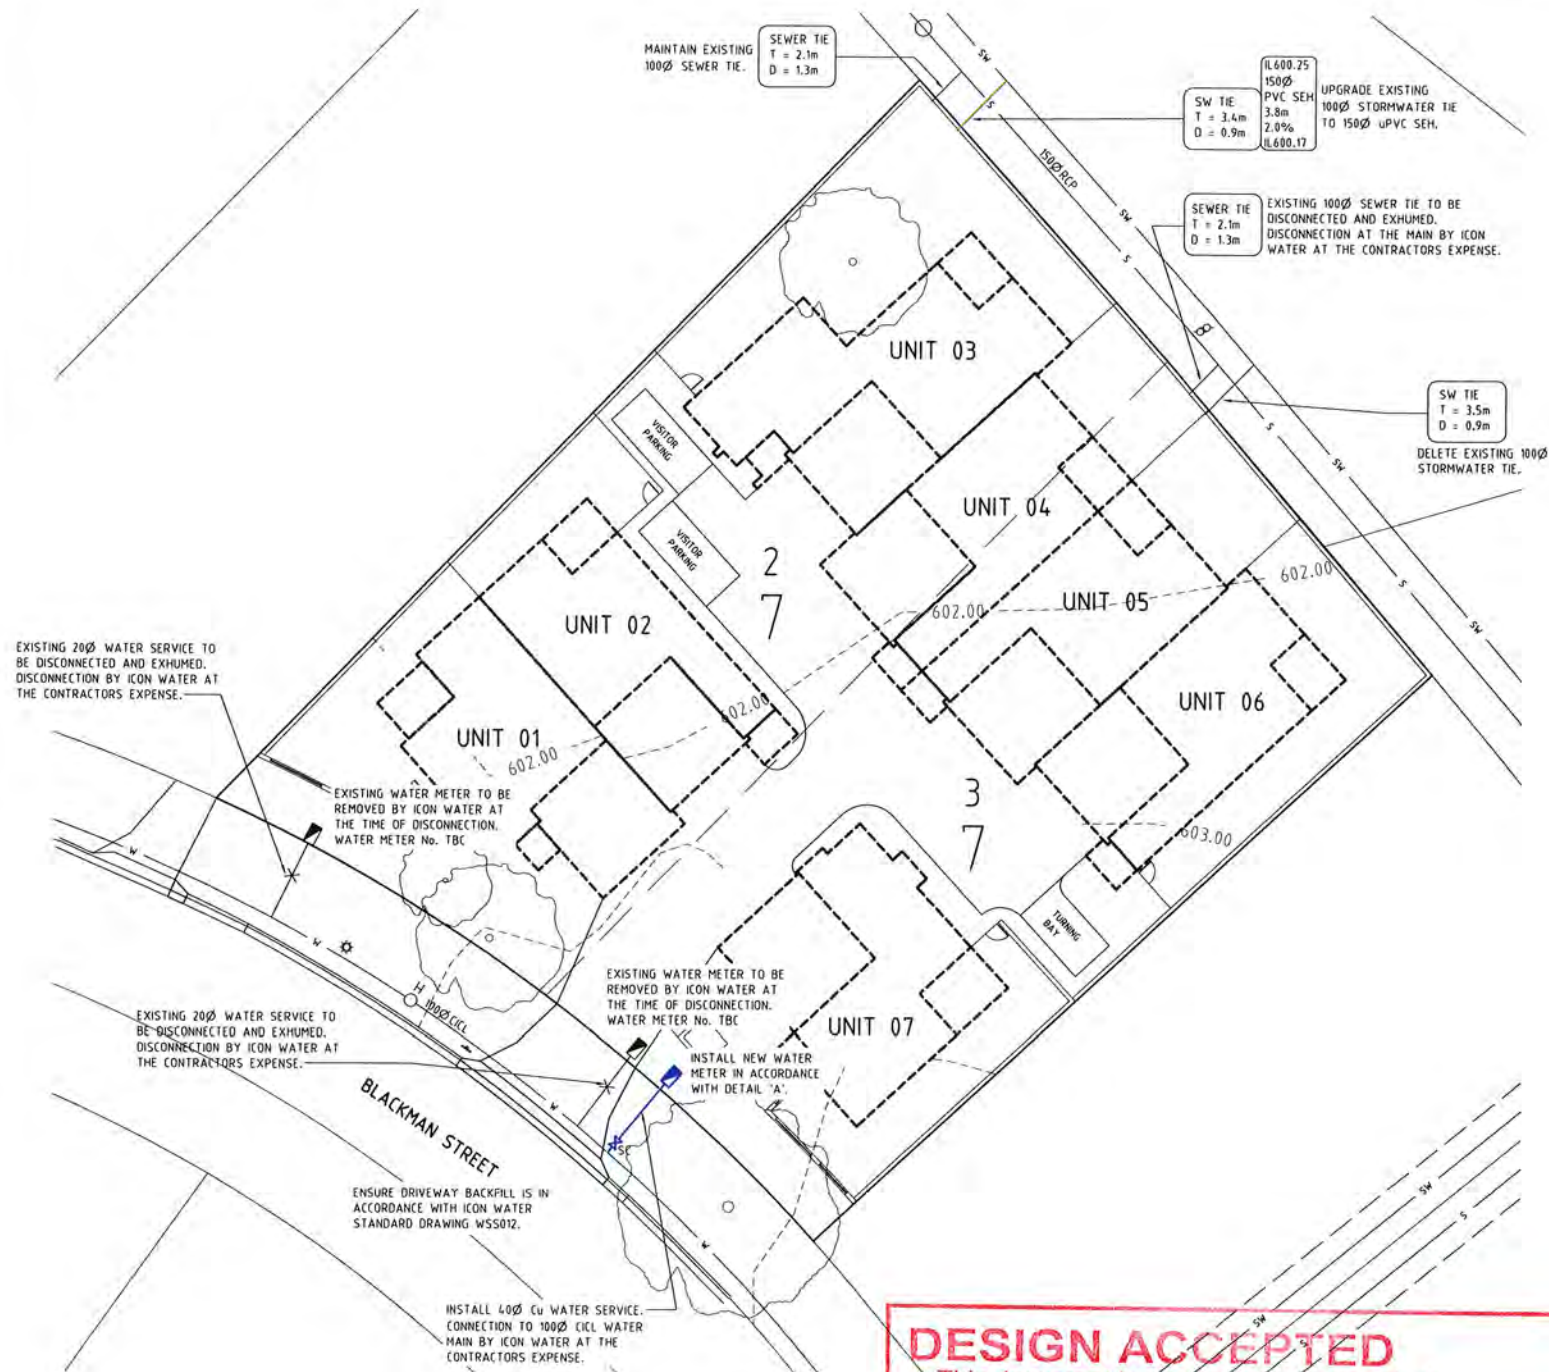 MAINTAIN EXISTING
100Ø SEWER TIE.
SEWER TIE
T = 2.1m
D = 1.3m
SW
S
SW TIE
T = 3.4m
D = 0.9m
IL600.25
150Ø
PVC SEH
3.8m
2.0%
IL600.17
UPGRADE EXISTING
100Ø STORMWATER TIE
TO 150Ø uPVC SEH.
150Ø RCP
SW
S
SEWER TIE
T = 2.1m
D = 1.3m
EXISTING 100Ø SEWER TIE TO BE
DISCONNECTED AND EXHUMED.
DISCONNECTION AT THE MAIN BY ICON
WATER AT THE CONTRACTORS EXPENSE.
UNIT 03
SW TIE
T = 3.5m
D = 0.9m
DELETE EXISTING 100Ø
STORMWATER TIE.
S
SW
VISITOR
PARKING
UNIT 04
VISITOR
PARKING
2
7
602.00
S
602.00
UNIT 05
UNIT 02
SW
EXISTING 20Ø WATER SERVICE TO
BE DISCONNECTED AND EXHUMED.
DISCONNECTION BY ICON WATER AT
THE CONTRACTORS EXPENSE.
UNIT 06
602.00
UNIT 01
602.00
EXISTING WATER METER TO BE
REMOVED BY ICON WATER AT
THE TIME OF DISCONNECTION.
WATER METER No. TBC
3
7
603.00
W
TURNING
BAY
W
EXISTING WATER METER TO BE
REMOVED BY ICON WATER AT
THE TIME OF DISCONNECTION.
WATER METER No. TBC
H
100Ø CICL
EXISTING 20Ø WATER SERVICE TO
BE DISCONNECTED AND EXHUMED.
DISCONNECTION BY ICON WATER AT
THE CONTRACTORS EXPENSE.
UNIT 07
INSTALL NEW WATER
METER IN ACCORDANCE
WITH DETAIL 'A'.
BLACKMAN STREET
W
ENSURE DRIVEWAY BACKFILL IS IN
ACCORDANCE WITH ICON WATER
STANDARD DRAWING WSS012.
W
SW
S
INSTALL 40Ø Cu WATER SERVICE.
CONNECTION TO 100Ø CICL WATER
MAIN BY ICON WATER AT THE
CONTRACTORS EXPENSE.
SW
S
SW
DESIGN ACCEPTED